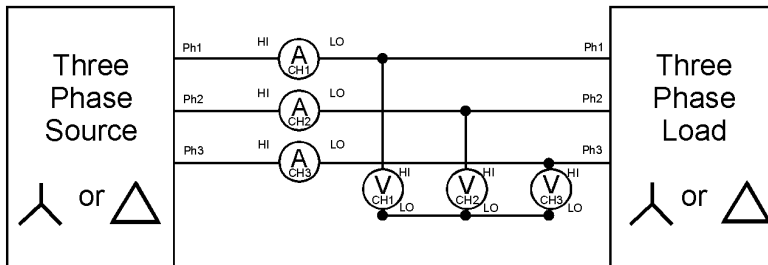 Three
Phase
Source
or
Ph1 HI A CH1 LO Ph1
Ph2 HI A CH2 LO Ph2
Ph3 HI A CH3 LO Ph3
V CH1 HI LO
V CH2 HI LO
V CH3 HI LO
Three
Phase
Load
or